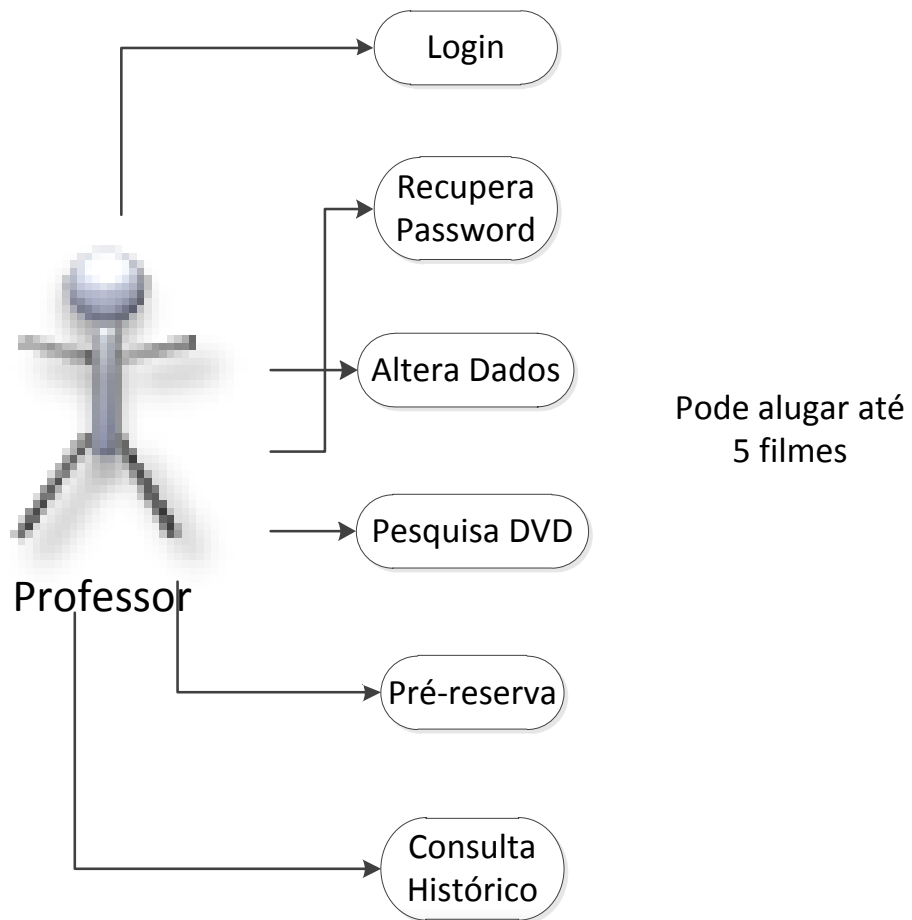 Login
Recupera
Password
Altera Dados
Pode alugar até
5 filmes
Pesquisa DVD
Professor
Pré-reserva
Consulta
Histórico